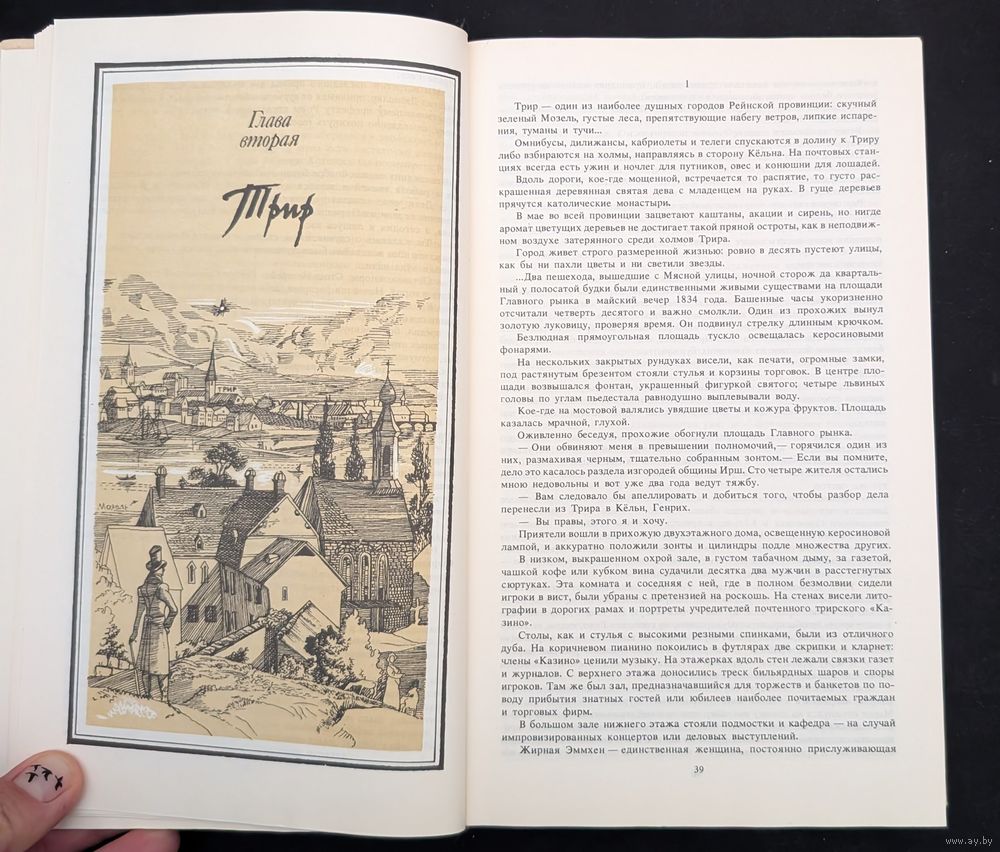 Глава
вторая
Трир
ТРИР
МОЗЕЛЬ
1
Трир — один из наиболее душных городов Рейнской провинции: скучный
зеленый Мозель, густые леса, препятствующие набегу ветров, липкие испаре-
ния, туманы и тучи...
Омнибусы, дилижансы, кабриолеты и телеги спускаются в долину к Триру
либо взбираются на холмы, направляясь в сторону Кёльна. На почтовых стан-
циях всегда есть ужин и ночлег для путников, овес и конюшни для лошадей.
Вдоль дороги, кое-где мощенной, встречается то распятие, то густо рас-
крашенная деревянная святая дева с младенцем на руках. В гуще деревьев
прячутся католические монастыри.
В мае во всей провинции зацветают каштаны, акации и сирень, но нигде
аромат цветущих деревьев не достигает такой пряной остроты, как в неподвиж-
ном воздухе затерянного среди холмов Трира.
Город живет строго размеренной жизнью: ровно в десять пустеют улицы,
как бы ни пахли цветы и ни светили звезды.
...Два пешехода, вышедшие с Мясной улицы, ночной сторож да кварталь-
ный у полосатой будки были единственными живыми существами на площади
Главного рынка в майский вечер 1834 года. Башенные часы укоризненно
отсчитали четверть десятого и важно смолкли. Один из прохожих вынул
золотую луковицу, проверяя время. Он подвинул стрелку длинным крючком.
Безлюдная прямоугольная площадь тускло освещалась керосиновыми
фонарями.
На нескольких закрытых рундуках висели, как печати, огромные замки,
под растянутым брезентом стояли стулья и корзины торговок. В центре пло-
щади возвышался фонтан, украшенный фигуркой святого; четыре львиных
головы по углам пьедестала равнодушно выплевывали воду.
Кое-где на мостовой валялись увядшие цветы и кожура фруктов. Площадь
казалась мрачной, глухой.
Оживленно беседуя, прохожие обогнули площадь Главного рынка.
— Они обвиняют меня в превышении полномочий,— горячился один из
них, размахивая черным, тщательно собранным зонтом.— Если вы помните,
дело это касалось раздела изгородей общины Ирш. Сто четыре жителя остались
мною недовольны и вот уже два года ведут тяжбу.
— Вам следовало бы апеллировать и добиться того, чтобы разбор дела
перенесли из Трира в Кёльн, Генрих.
— Вы правы, этого я и хочу.
Приятели вошли в прихожую двухэтажного дома, освещенную керосиновой
лампой, и аккуратно положили зонты и цилиндры подле множества других.
В низком, выкрашенном охрой зале, в густом табачном дыму, за газетой,
чашкой кофе или кубком вина судачили десятка два мужчин в расстегнутых
сюртуках. Эта комната и соседняя с ней, где в полном безмолвии сидели
игроки в вист, были убраны с претензией на роскошь. На стенах висели лито-
графии в дорогих рамах и портреты учредителей почтенного трирского «Ка-
зино».
Столы, как и стулья с высокими резными спинками, были из отличного
дуба. На коричневом пианино покоились в футлярах две скрипки и кларнет:
члены «Казино» ценили музыку. На этажерках вдоль стен лежали связки газет
и журналов. С верхнего этажа доносились треск бильярдных шаров и споры
игроков. Там же был зал, предназначавшийся для торжеств и банкетов по по-
воду прибытия знатных гостей или юбилеев наиболее почитаемых граждан
и торговых фирм.
В большом зале нижнего этажа стояли подмостки и кафедра — на случай
импровизированных концертов или деловых выступлений.
Жирная Эммхен — единственная женщина, постоянно прислуживающая
39
www.ay.by